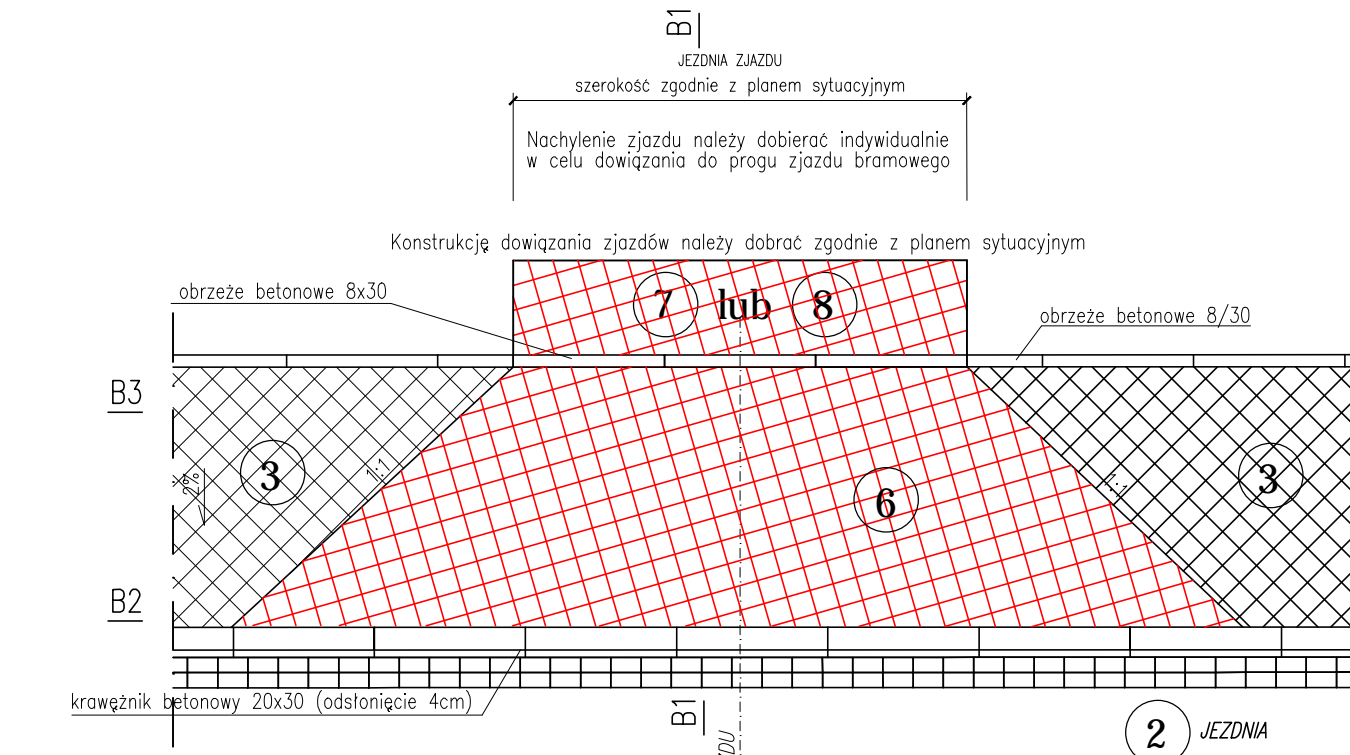 B1
JEZDNIA ZJAZDU
szerokość zgodnie z planem sytuacyjnym
Nachylenie zjazdu należy dobierać indywidualnie
w celu dowiązania do progu zjazdu bramowego
Konstrukcję dowiązania zjazdów należy dobrać zgodnie z planem sytuacyjnym
obrzeże betonowe 8x30
7 lub 8
obrzeże betonowe 8/30
B3
3
2%
1:1
6
1:1
3
B2
krawężnik betonowy 20x30 (odsłonięcie 4cm)
B1
2 JEZDNIA